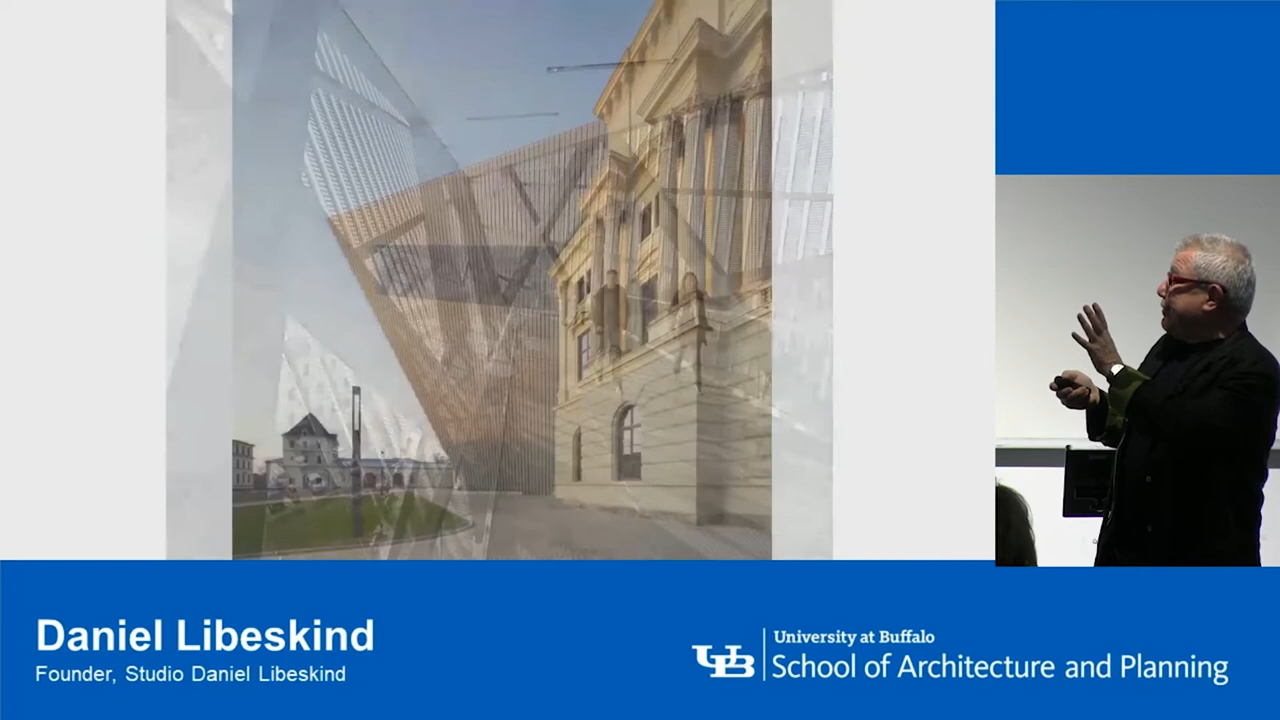 Daniel Libeskind
Founder, Studio Daniel Libeskind
UB
University at Buffalo
School of Architecture and Planning